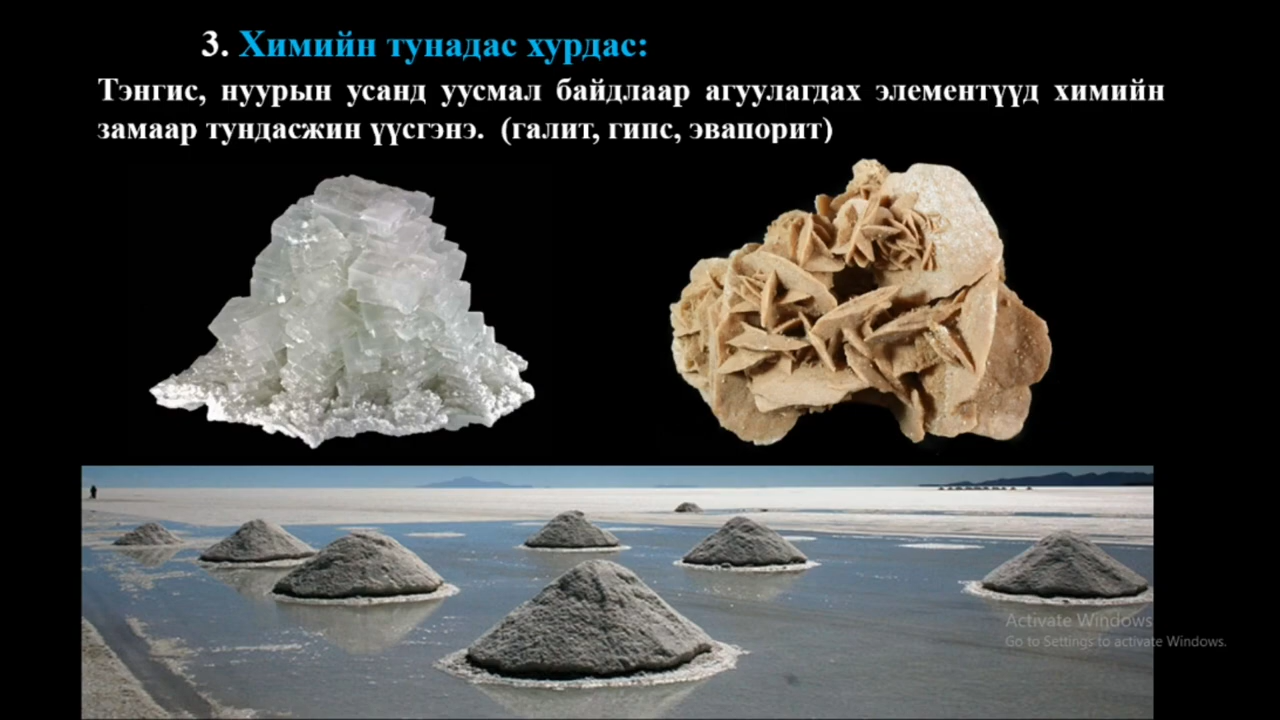 3. Химийн тунадас хурдас:
Тэнгис, нуурын усанд уусмал байдлаар агуулагдах элементүүд химийн
замаар тундасжин үүсгэнэ. (галит, гипс, эвапорит)
Activate Windows
Go to Settings to activate Windows.